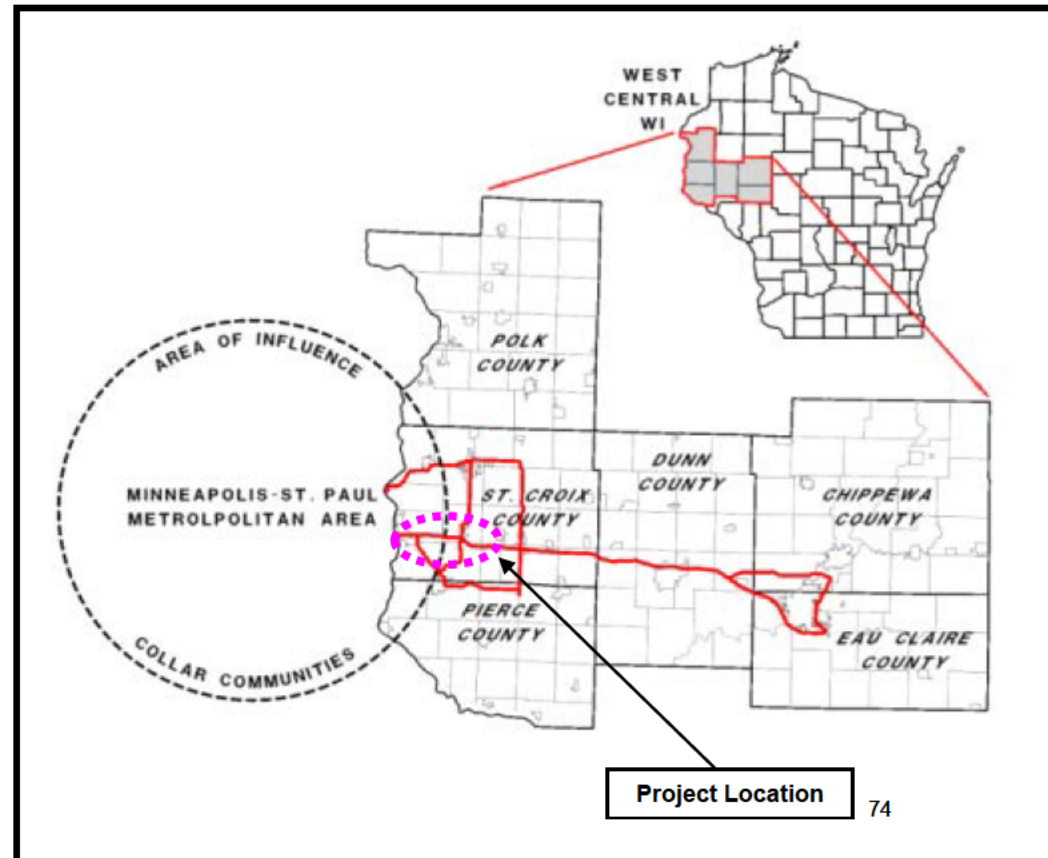 WEST
CENTRAL
WI
POLK
COUNTY
AREA OF INFLUENCE
DUNN
COUNTY
MINNEAPOLIS-ST. PAUL
METROLPOLITAN AREA
ST. CROIX
COUNTY
CHIPPEWA
COUNTY
PIERCE
COUNTY
EAU CLAIRE
COUNTY
COLLAR COMMUNITIES
Project Location
74